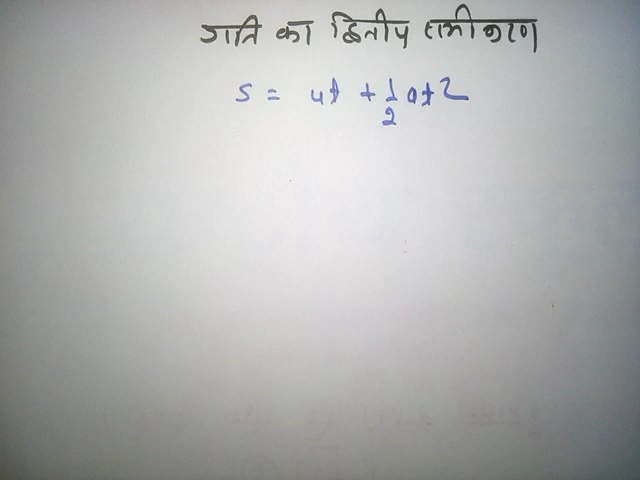 गति का द्वितीय समीकरण
s = ut + 1/2 at2